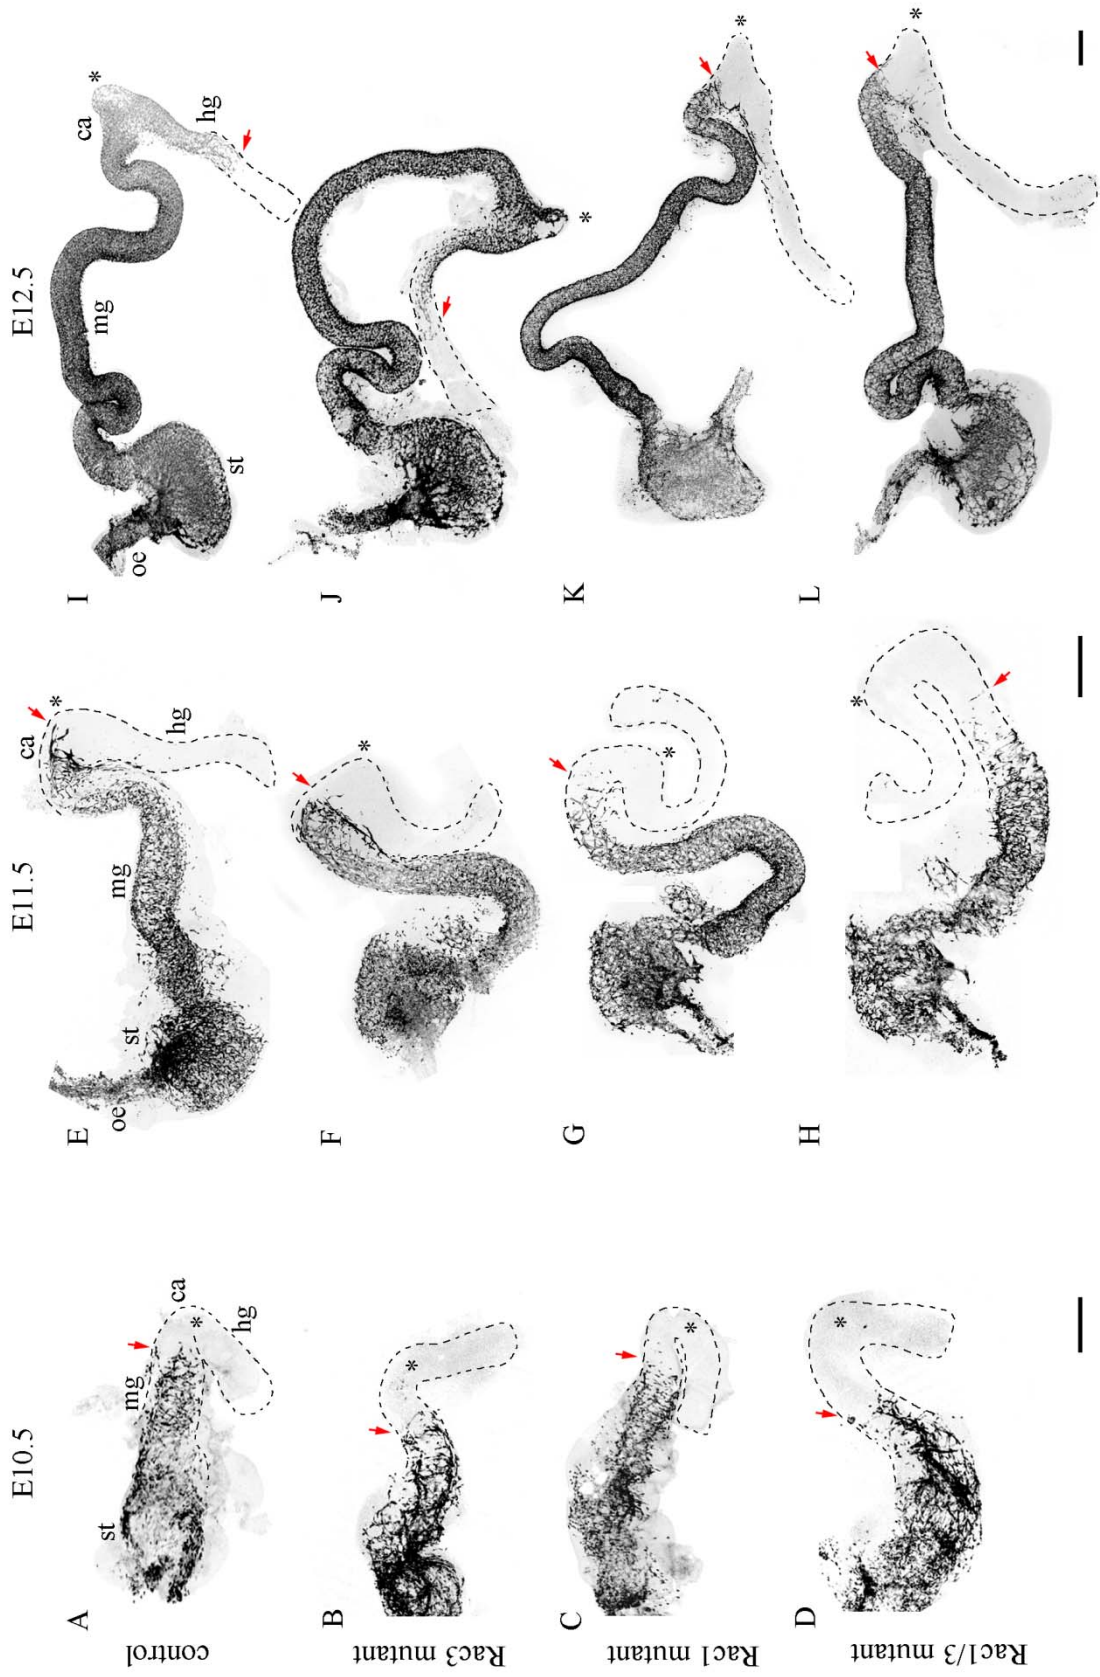 E10.5
E11.5
E12.5
control
A
st
mg
ca
hg
E
oe
st
mg
ca
hg
I
oe
st
mg
ca
hg
Rac3 mutant
B
F
J
Rac1 mutant
C
G
K
Rac1/3 mutant
D
H
L